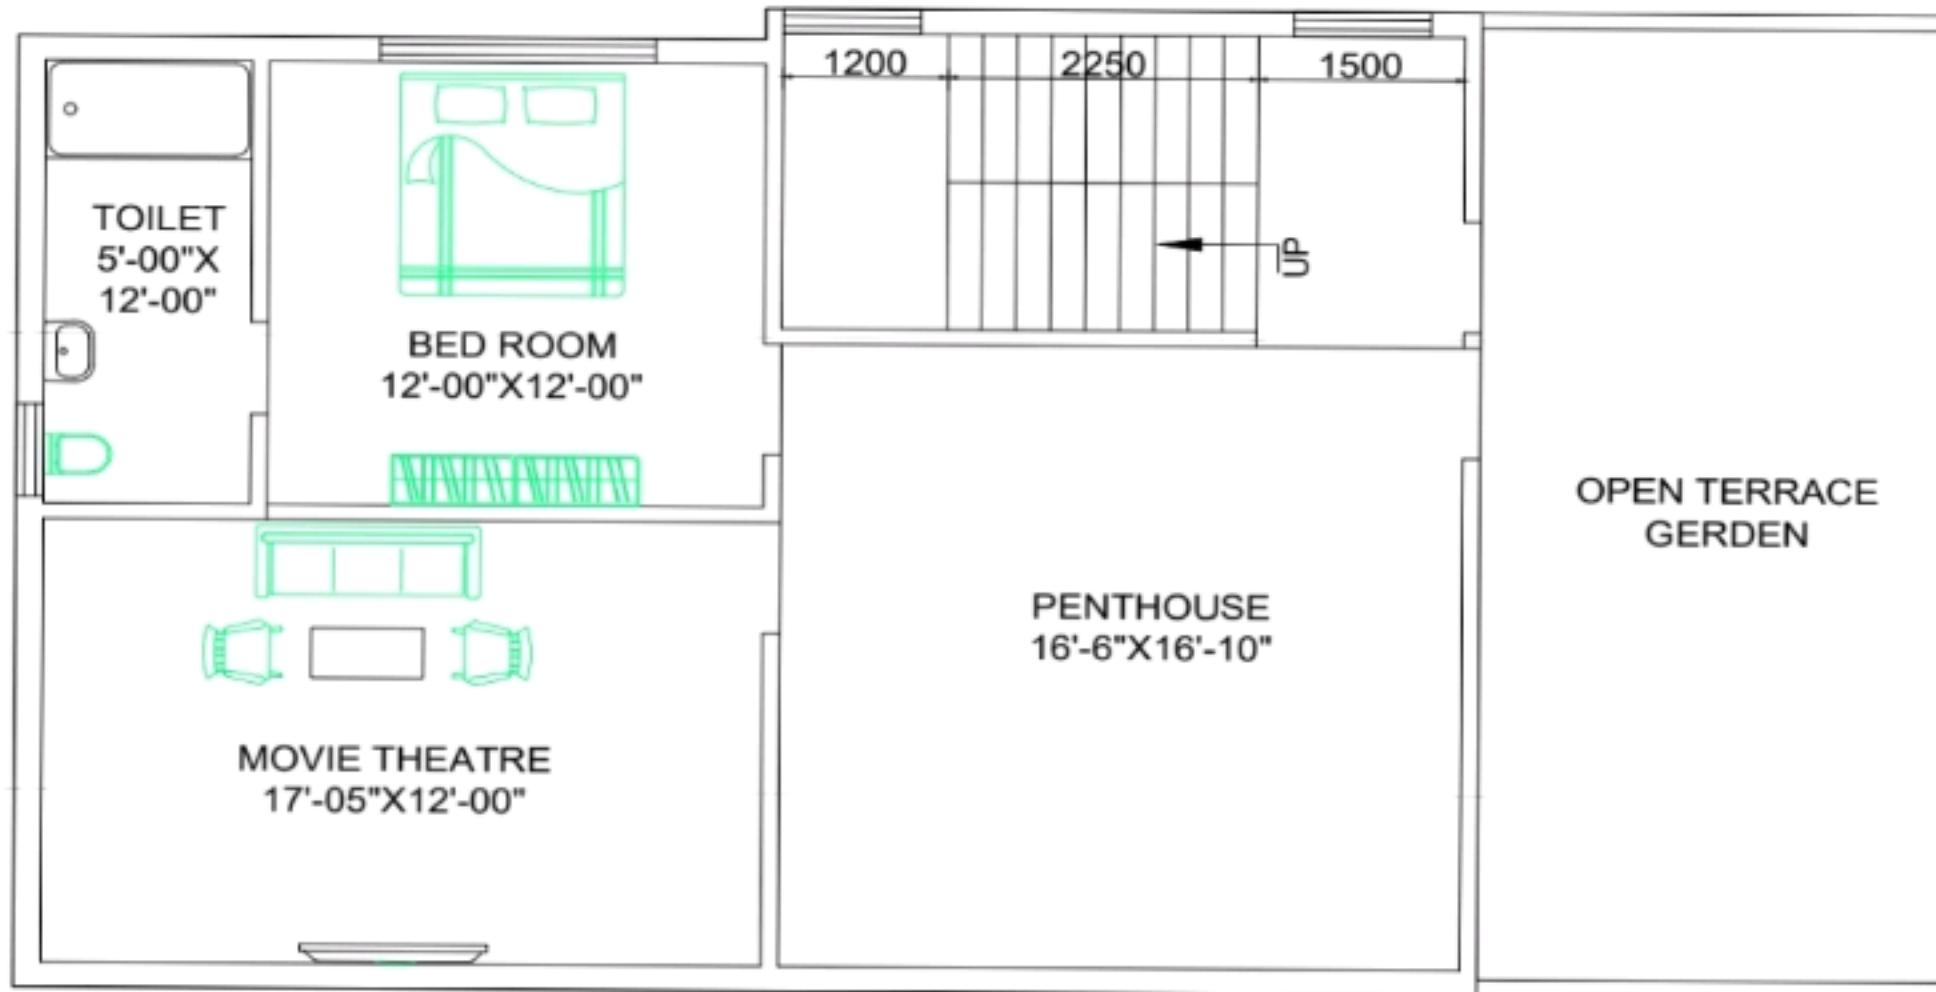 1200
2250
1500
TOILET
5'-00"X
12'-00"
UP
BED ROOM
12'-00"X12'-00"
OPEN TERRACE
GERDEN
PENTHOUSE
16'-6"X16'-10"
MOVIE THEATRE
17'-05"X12'-00"